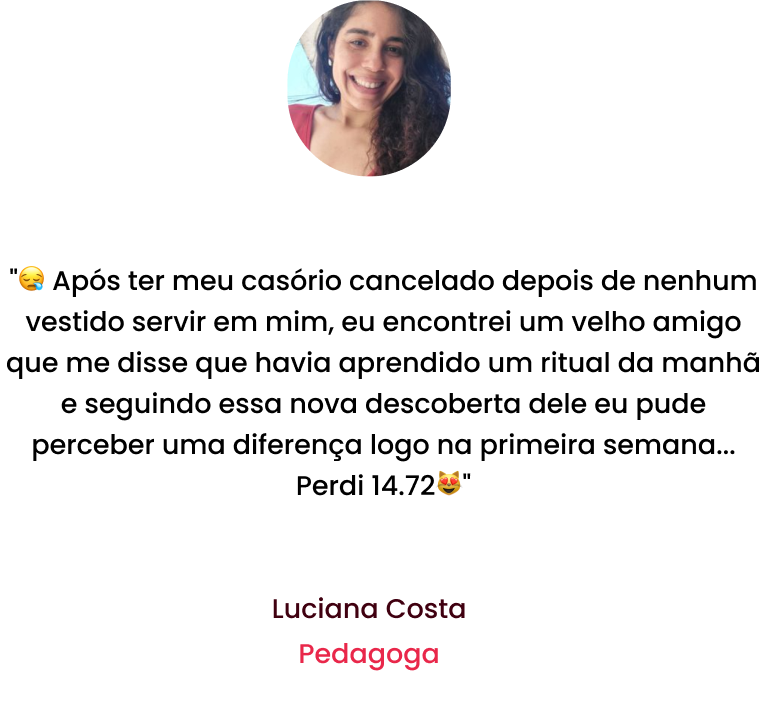 "😪 Após ter meu casório cancelado depois de nenhum
vestido servir em mim, eu encontrei um velho amigo
que me disse que havia aprendido um ritual da manhã
e seguindo essa nova descoberta dele eu pude
perceber uma diferença logo na primeira semana...
Perdi 14.72😻"
Luciana Costa
Pedagoga